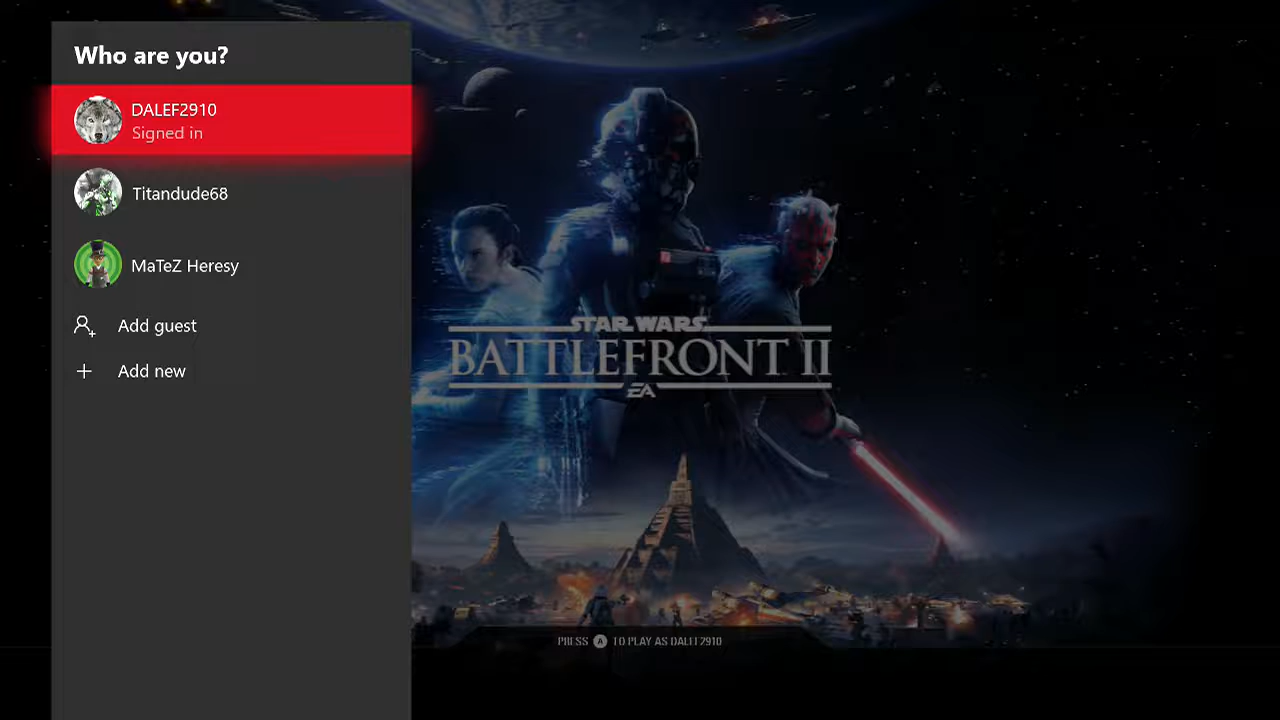 Who are you?
DALEF2910
Signed in
Titandude68
MaTeZ Heresy
Add guest
Add new
STAR WARS
BATTLEFRONT II
EA
PRESS A TO PLAY AS DALEF2910